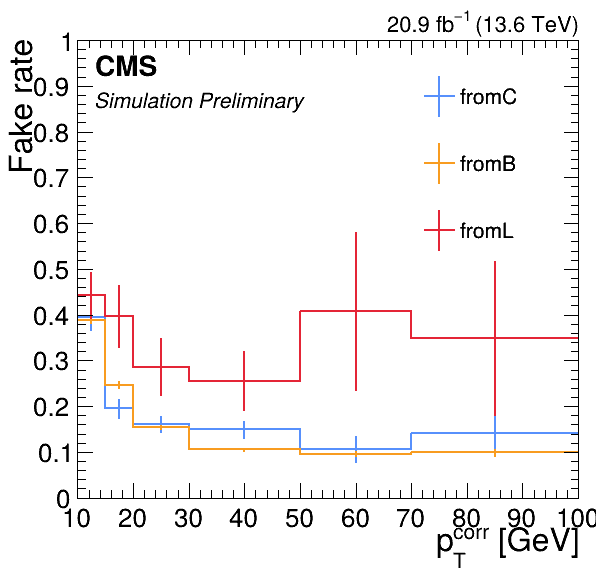 20.9 fb⁻¹ (13.6 TeV)
CMS
Simulation Preliminary
Fake rate
fromC
fromB
fromL
1
0.9
0.8
0.7
0.6
0.5
0.4
0.3
0.2
0.1
0
10 20 30 40 50 60 70 80 90 100
p_T^corr [GeV]